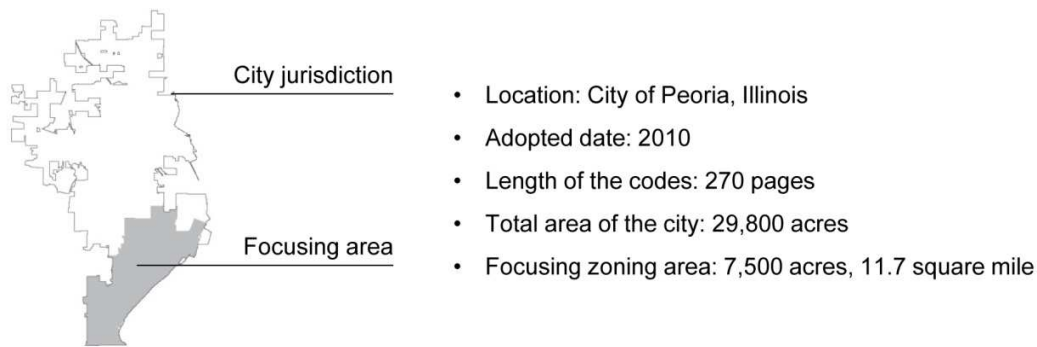 City jurisdiction
Focusing area
• Location: City of Peoria, Illinois
• Adopted date: 2010
• Length of the codes: 270 pages
• Total area of the city: 29,800 acres
• Focusing zoning area: 7,500 acres, 11.7 square mile